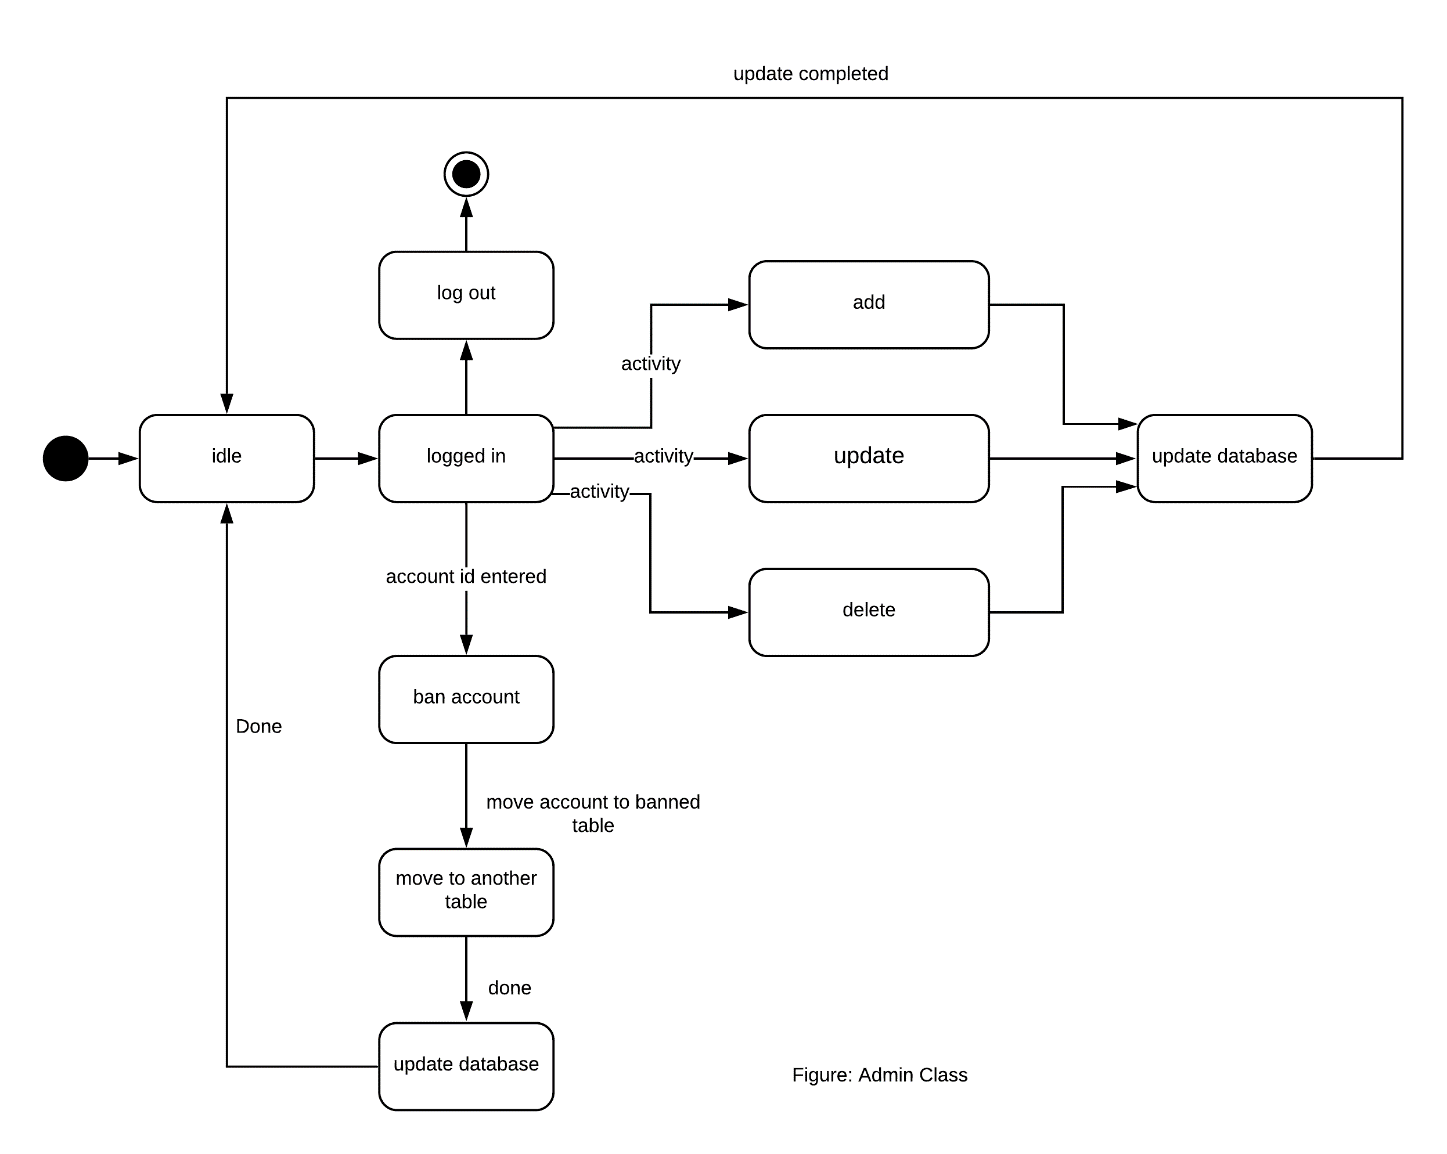 update completed
log out
add
activity
idle
logged in
activity
update
update database
activity
account id entered
delete
ban account
Done
move account to banned
table
move to another
table
done
update database
Figure: Admin Class